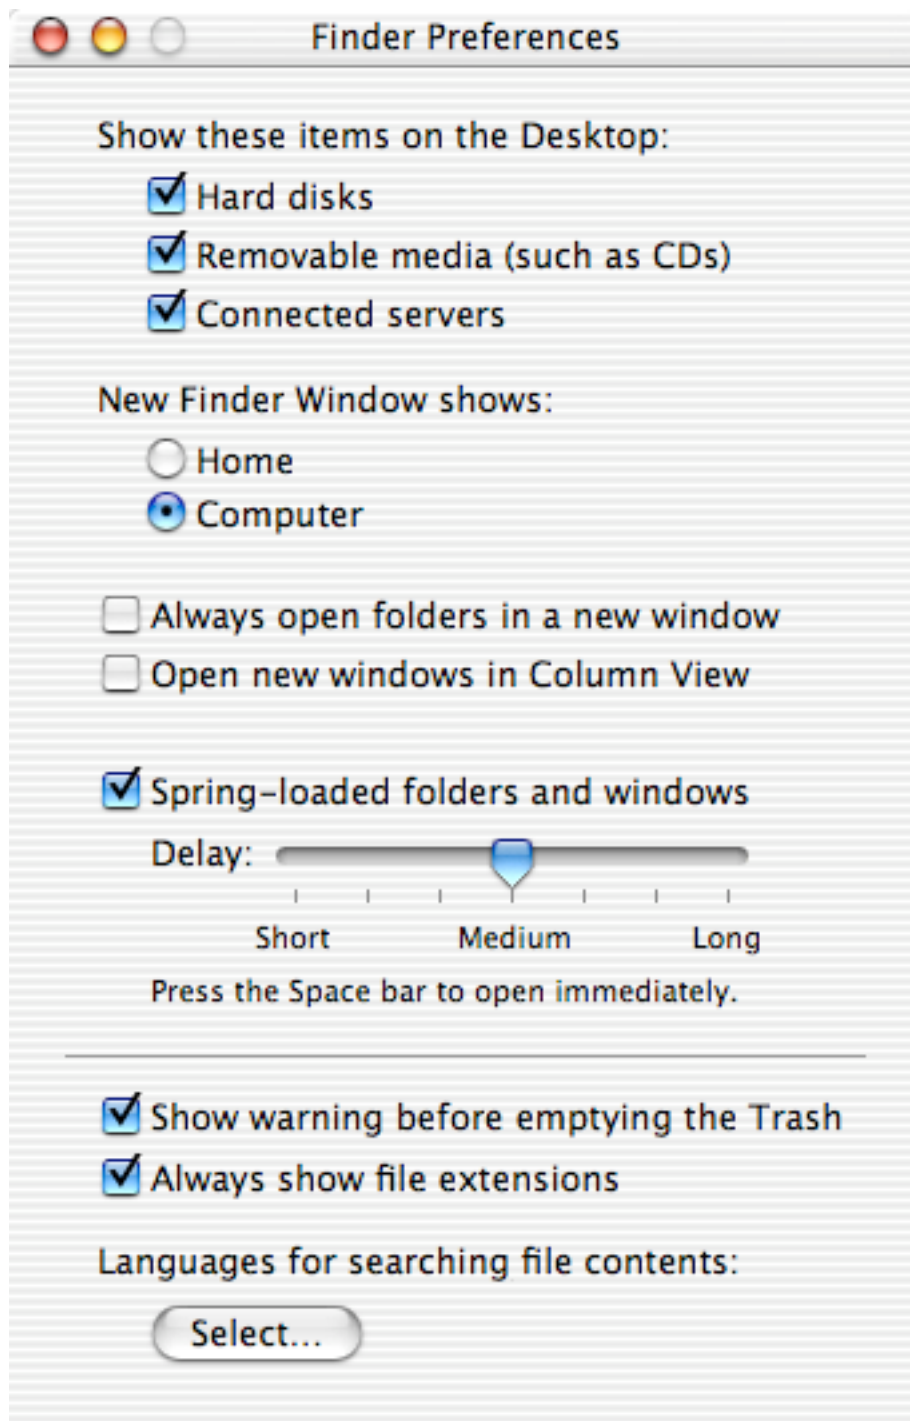 Finder Preferences
Show these items on the Desktop:
Hard disks
Removable media (such as CDs)
Connected servers
New Finder Window shows:
Home
Computer
Always open folders in a new window
Open new windows in Column View
Spring-loaded folders and windows
Delay:
Short Medium Long
Press the Space bar to open immediately.
Show warning before emptying the Trash
Always show file extensions
Languages for searching file contents:
Select...